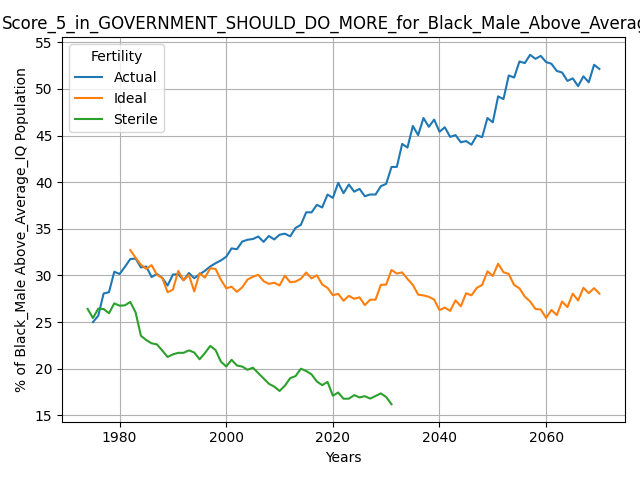 Score_5_in_GOVERNMENT_SHOULD_DO_MORE_for_Black_Male_Above_Averag
Fertility
Actual
Ideal
Sterile
% of Black_Male Above_Average_IQ Population
55
50
45
40
35
30
25
20
15
1980
2000
2020
2040
2060
Years